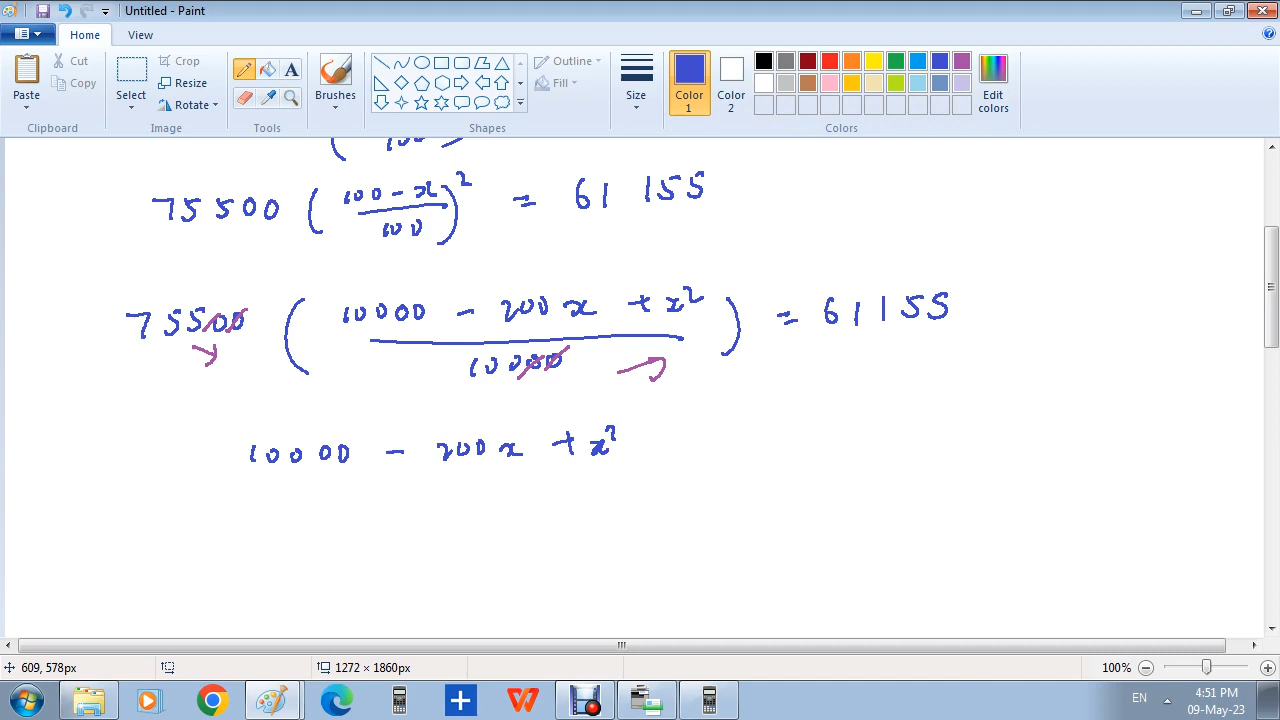 Untitled - Paint
Home View
Paste
Cut
Copy
Clipboard
Select
Crop
Resize
Rotate
Image
A
Tools
Brushes
Outline
Fill
Shapes
Size
Color 1
Color 2
Edit colors
Colors
75500 ( (100 - x) / 100 )² = 61 155
75500 ( (10000 - 200x + x²) / 10000 ) = 61155
10000 - 200x + x²
609, 578px
1272 × 1860px
100%
EN
4:51 PM
09-May-23